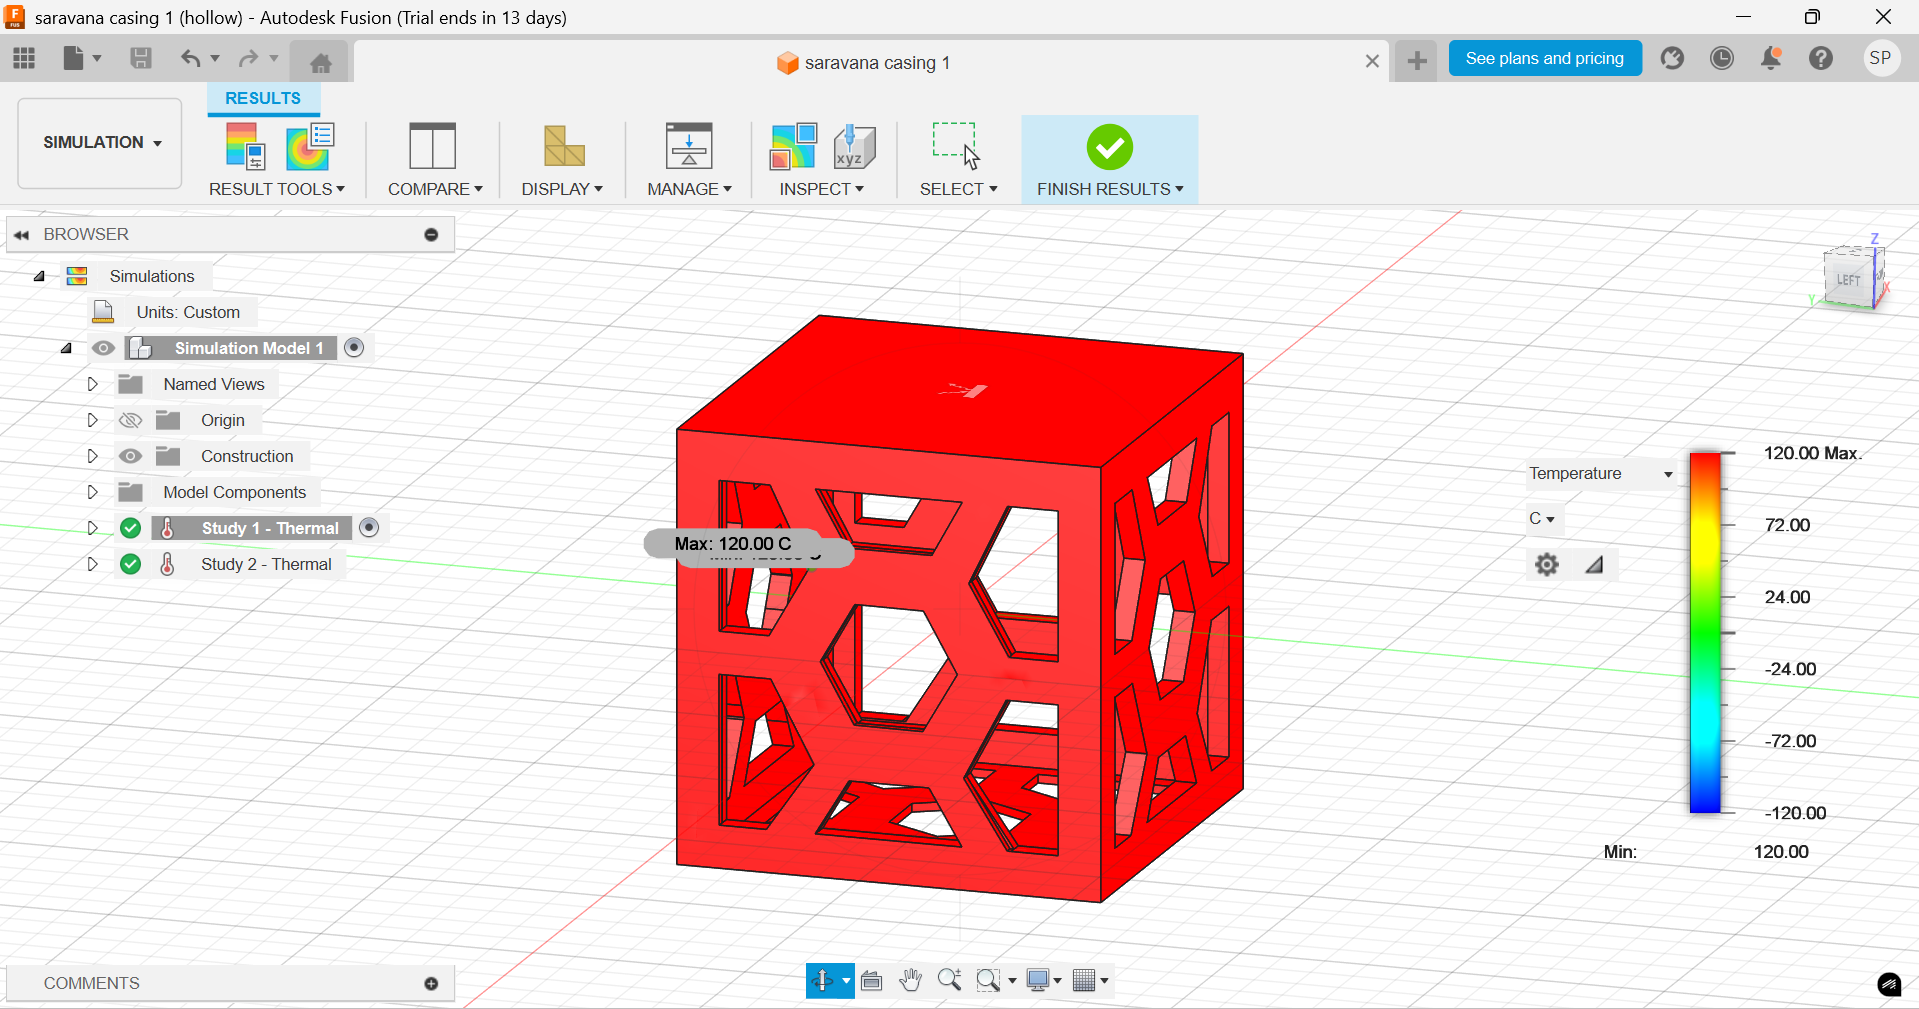 saravana casing 1 (hollow) - Autodesk Fusion (Trial ends in 13 days)
saravana casing 1
See plans and pricing
SP
RESULTS
SIMULATION
RESULT TOOLS
COMPARE
DISPLAY
MANAGE
INSPECT
SELECT
FINISH RESULTS
xyz
BROWSER
Simulations
Units: Custom
Simulation Model 1
Named Views
Origin
Construction
Model Components
Study 1 - Thermal
Study 2 - Thermal
Max: 120.00 C
Z
LEFT
Y
X
Temperature
C
120.00 Max.
72.00
24.00
-24.00
-72.00
-120.00
Min: 120.00
COMMENTS